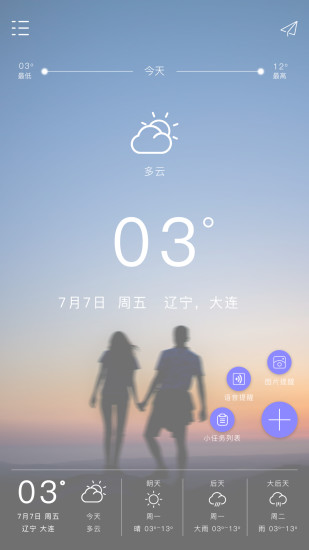 03°
最低
今天
12°
最高
多云
03°
7月7日 周五 辽宁，大连
图片提醒
语音提醒
小任务列表
03°
7月7日 周五
辽宁 大连
多云
明天
周一
晴 03°-13°
后天
周一
大雨 03°-13°
大后天
周二
雨 03°-13°